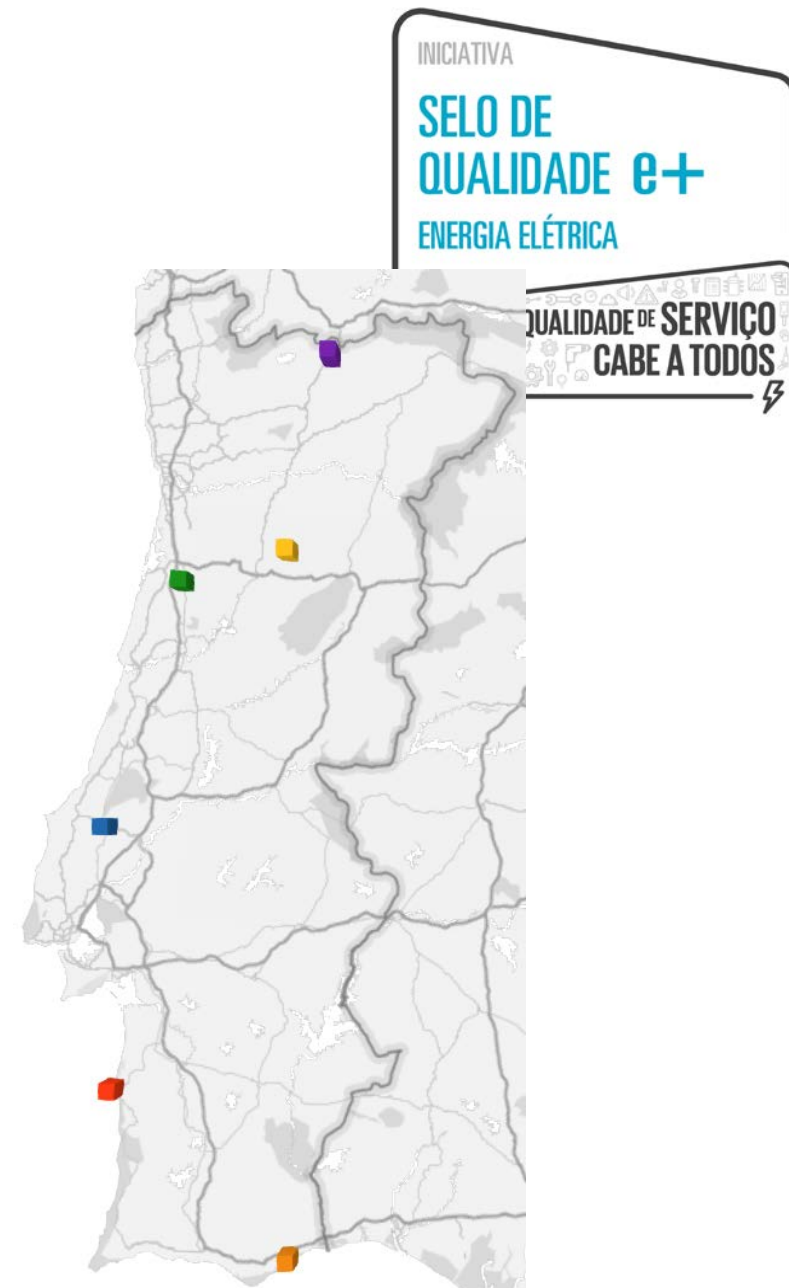 INICIATIVA
SELO DE
QUALIDADE e+
ENERGIA ELÉTRICA
QUALIDADE DE SERVIÇO
CABE A TODOS